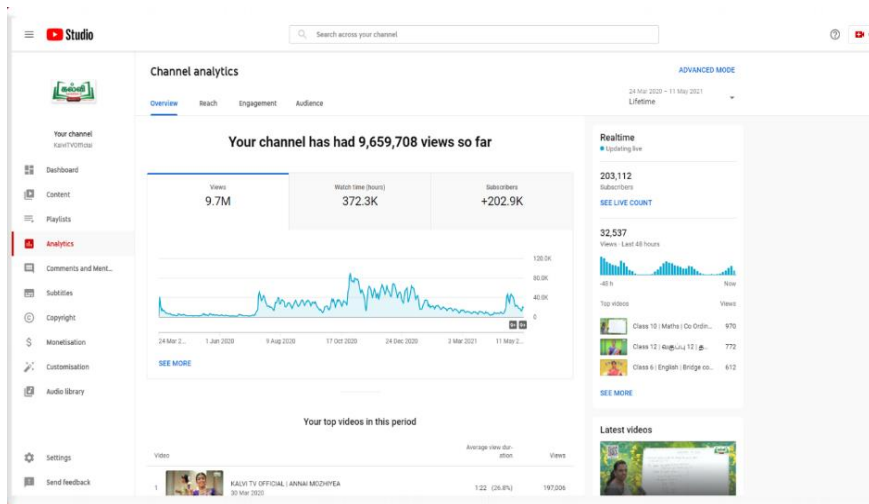 Studio
Search across your channel
கல்வி
Your channel
KalviTVOfficial
Dashboard
Content
Playlists
Analytics
Comments and Ment...
Subtitles
Copyright
Monetisation
Customisation
Audio library
Settings
Send feedback
Channel analytics
ADVANCED MODE
Overview
Reach
Engagement
Audience
24 Mar 2020 – 11 May 2021
Lifetime
Your channel has had 9,659,708 views so far
Views
9.7M
Watch time (hours)
372.3K
Subscribers
+202.9K
120.0K
80.0K
40.0K
0
24 Mar 2... 1 Jun 2020 9 Aug 2020 17 Oct 2020 24 Dec 2020 3 Mar 2021 11 May 2...
SEE MORE
Your top videos in this period
Video
Average view dur-
ation
Views
1
KALVI TV OFFICIAL | ANNAI MOZHIYEA
30 Mar 2020
1:22 (26.8%)
197,006
Realtime
Updating live
203,112
Subscribers
SEE LIVE COUNT
32,537
Views · Last 48 hours
-48 h
Now
Top videos
Views
Class 10 | Maths | Co Ordin... 970
Class 12 | வகுப்பு 12 | த... 772
Class 6 | English | Bridge co... 612
SEE MORE
Latest videos